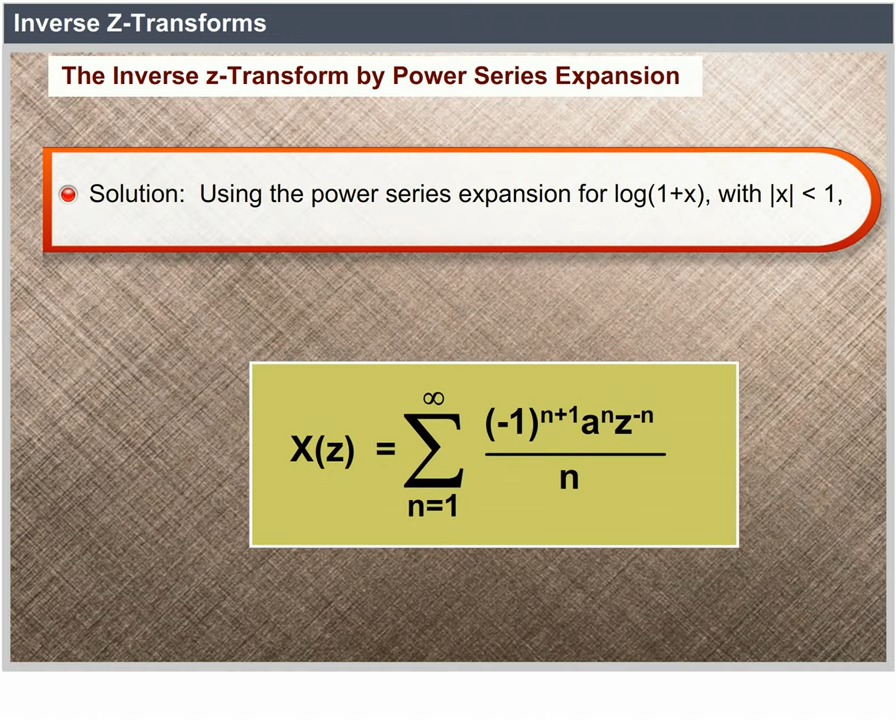 Inverse Z-Transforms
The Inverse z-Transform by Power Series Expansion
Solution: Using the power series expansion for log(1+x), with |x| < 1,
∞
(-1)ⁿ⁺¹aⁿz⁻ⁿ
X(z) = ∑
n
n=1